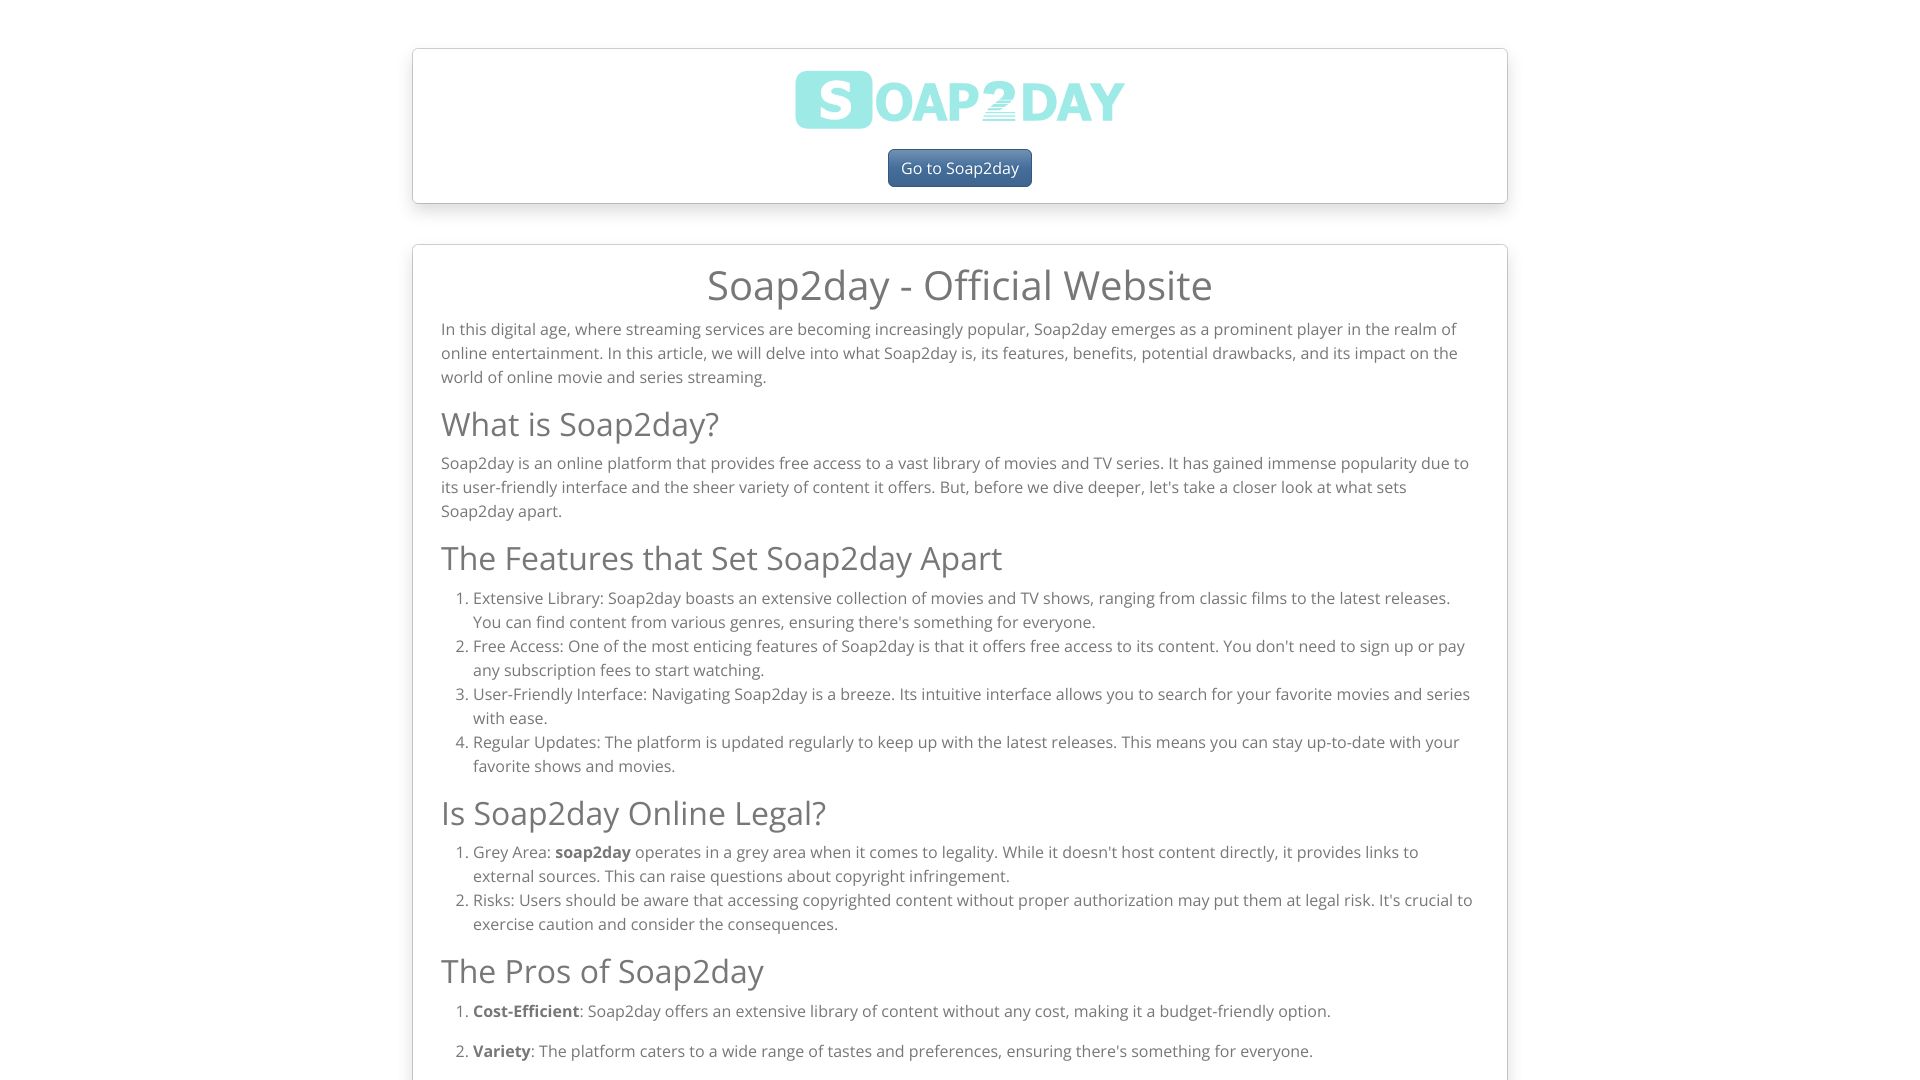 SOAP2DAY
Go to Soap2day
Soap2day - Official Website
In this digital age, where streaming services are becoming increasingly popular, Soap2day emerges as a prominent player in the realm of
online entertainment. In this article, we will delve into what Soap2day is, its features, benefits, potential drawbacks, and its impact on the
world of online movie and series streaming.
What is Soap2day?
Soap2day is an online platform that provides free access to a vast library of movies and TV series. It has gained immense popularity due to
its user-friendly interface and the sheer variety of content it offers. But, before we dive deeper, let's take a closer look at what sets
Soap2day apart.
The Features that Set Soap2day Apart
1. Extensive Library: Soap2day boasts an extensive collection of movies and TV shows, ranging from classic films to the latest releases.
You can find content from various genres, ensuring there's something for everyone.
2. Free Access: One of the most enticing features of Soap2day is that it offers free access to its content. You don't need to sign up or pay
any subscription fees to start watching.
3. User-Friendly Interface: Navigating Soap2day is a breeze. Its intuitive interface allows you to search for your favorite movies and series
with ease.
4. Regular Updates: The platform is updated regularly to keep up with the latest releases. This means you can stay up-to-date with your
favorite shows and movies.
Is Soap2day Online Legal?
1. Grey Area: soap2day operates in a grey area when it comes to legality. While it doesn't host content directly, it provides links to
external sources. This can raise questions about copyright infringement.
2. Risks: Users should be aware that accessing copyrighted content without proper authorization may put them at legal risk. It's crucial to
exercise caution and consider the consequences.
The Pros of Soap2day
1. Cost-Efficient: Soap2day offers an extensive library of content without any cost, making it a budget-friendly option.
2. Variety: The platform caters to a wide range of tastes and preferences, ensuring there's something for everyone.